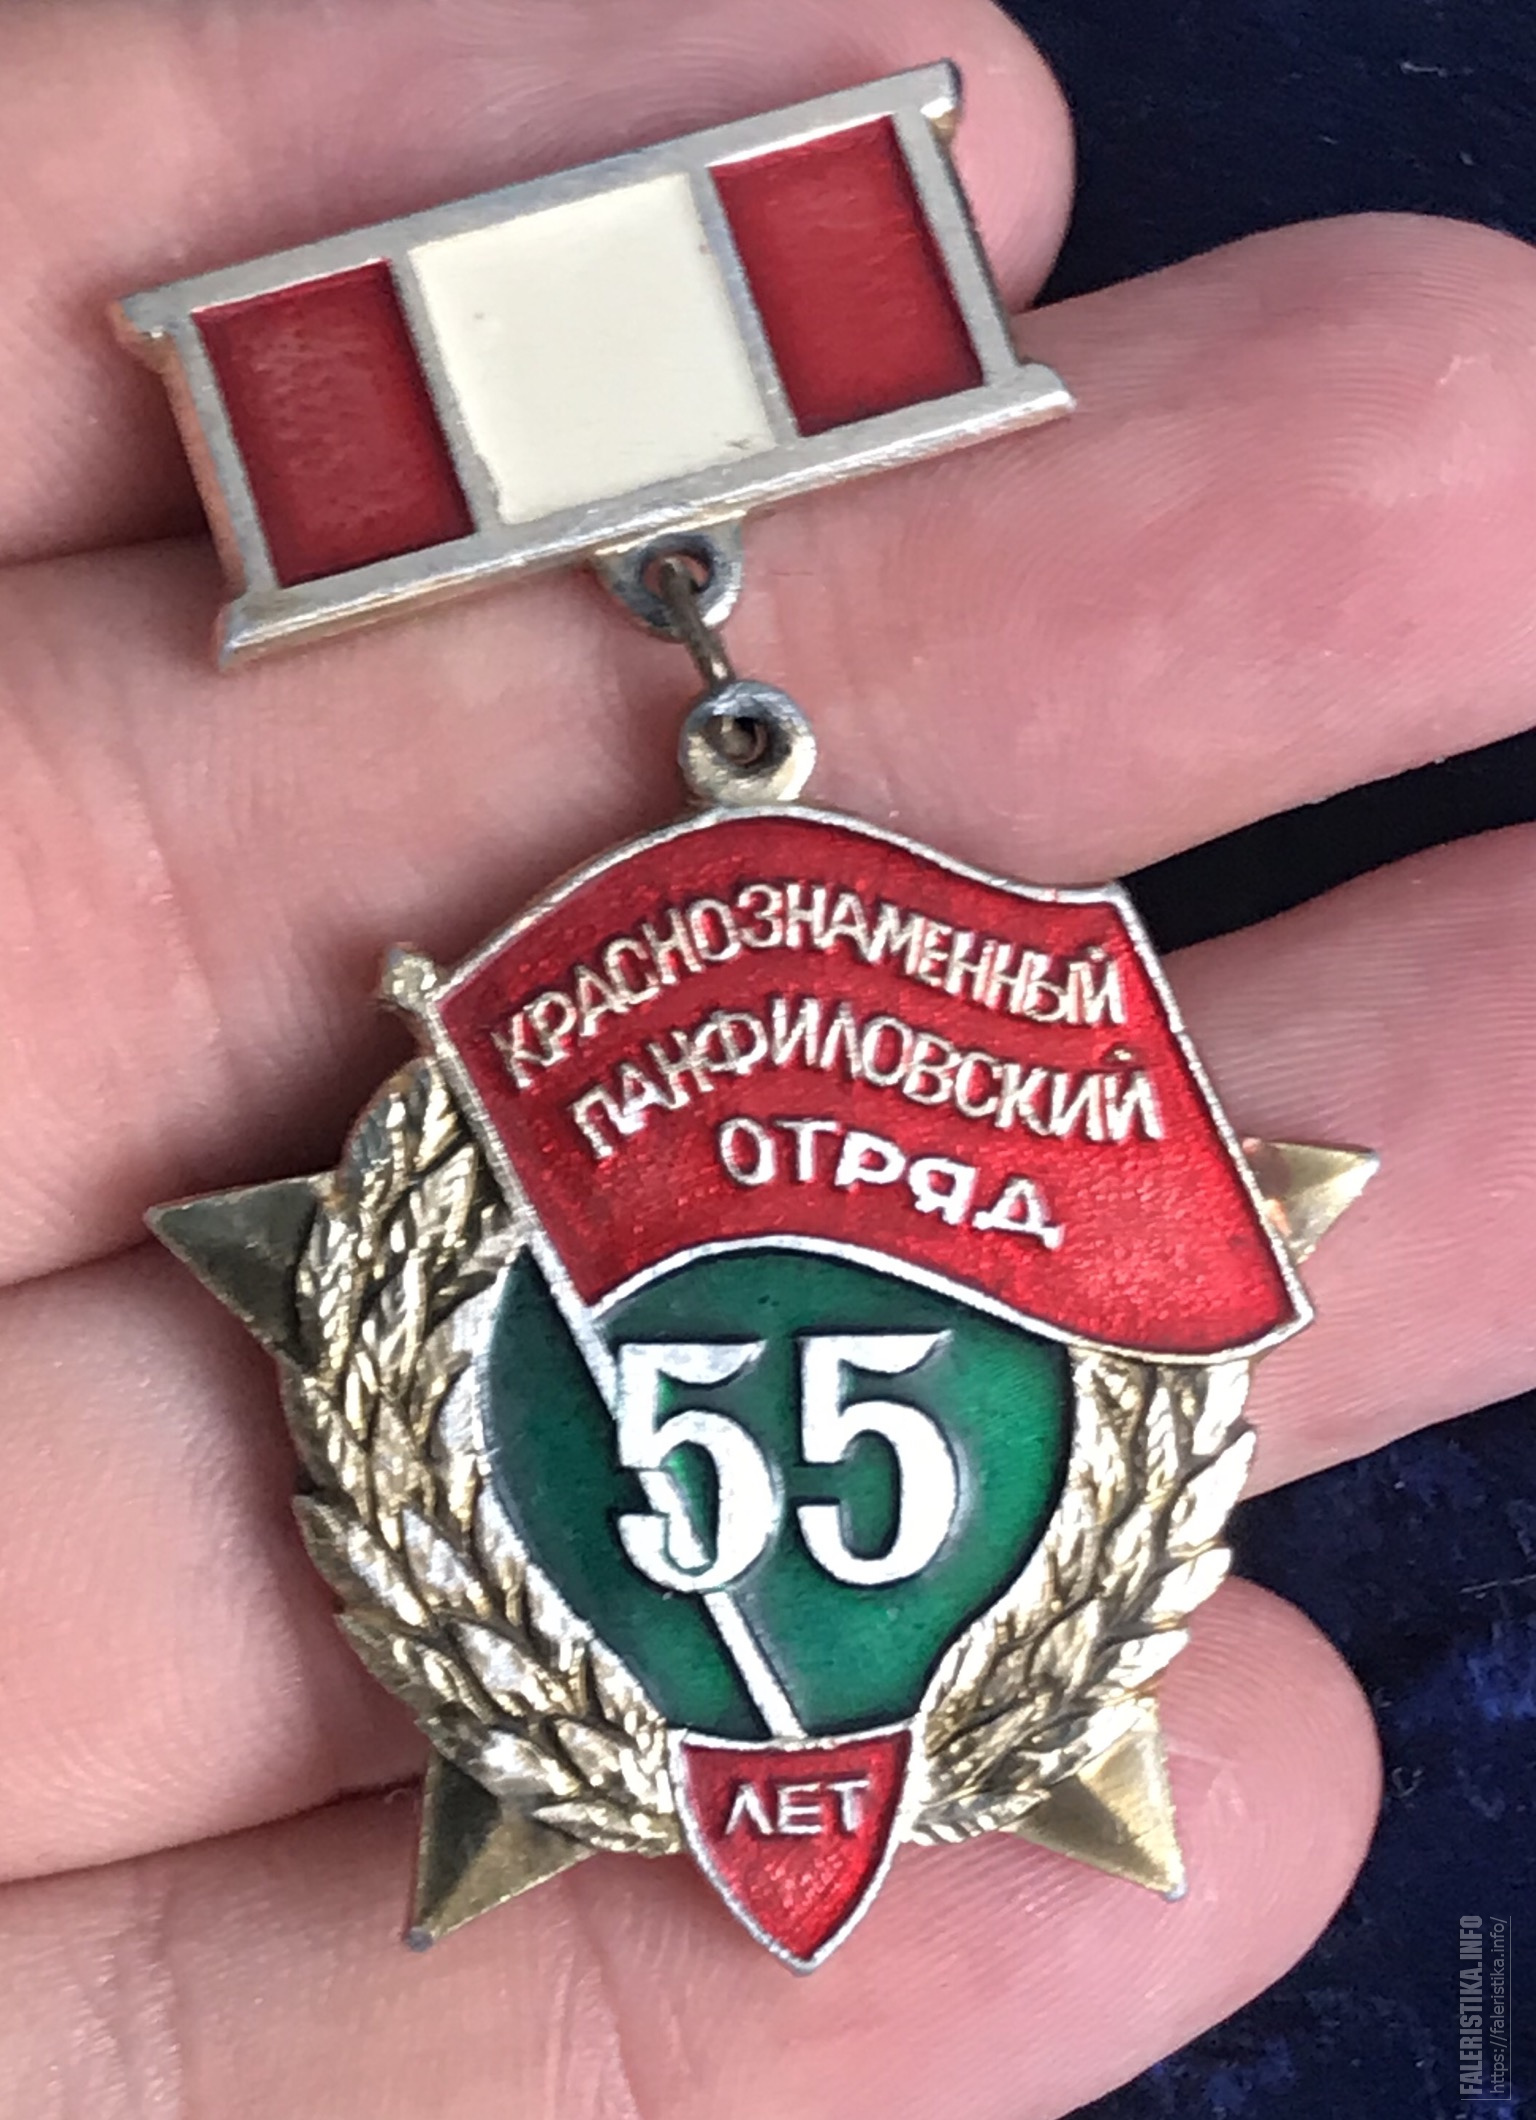 КРАСНОЗНАМЕННЫЙ
ПАНФИЛОВСКИЙ
ОТРЯД
55
ЛЕТ
FALERISTIKA.INFO
https://faleristika.info/